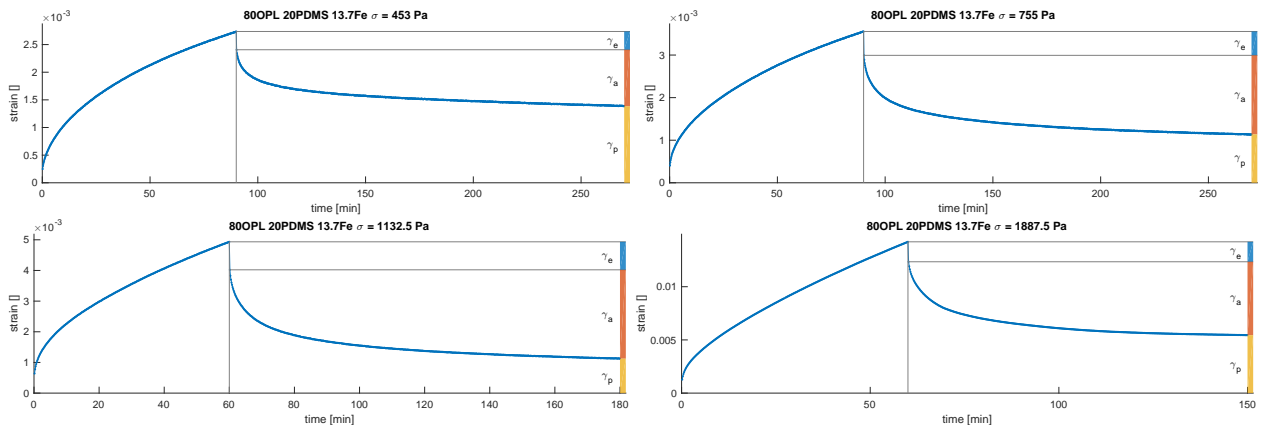 80OPL 20PDMS 13.7Fe σ = 453 Pa
×10⁻³
strain []
2.5
2
1.5
1
0.5
0
0 50 100 150 200 250
time [min]
γe
γa
γp
80OPL 20PDMS 13.7Fe σ = 755 Pa
×10⁻³
strain []
3
2
1
0
0 50 100 150 200 250
time [min]
γe
γa
γp
80OPL 20PDMS 13.7Fe σ = 1132.5 Pa
×10⁻³
strain []
5
4
3
2
1
0
0 20 40 60 80 100 120 140 160 180
time [min]
γe
γa
γp
80OPL 20PDMS 13.7Fe σ = 1887.5 Pa
strain []
0.01
0.005
0
0 50 100 150
time [min]
γe
γa
γp